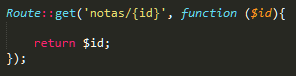 Route::get('notas/{id}', function ($id){
return $id;
});